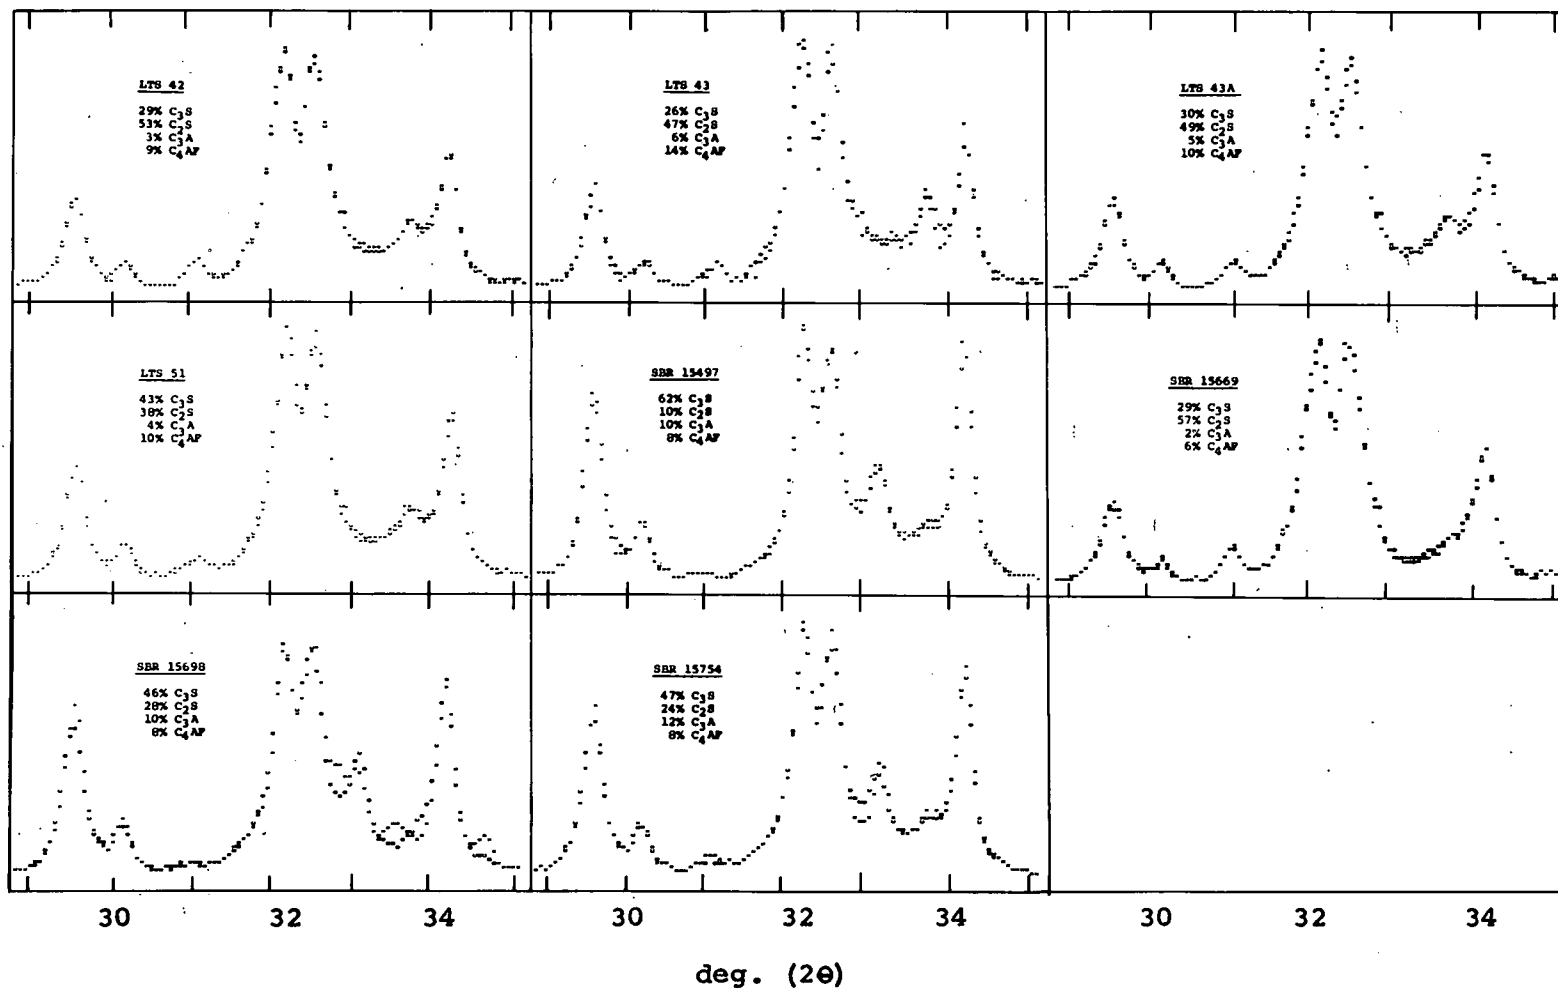 LTS 42
29% C3S
53% C2S
3% C3A
9% C4AF
LTS 43
26% C3S
47% C2S
6% C3A
14% C4AF
LTS 43A
30% C3S
49% C2S
5% C3A
10% C4AF
LTS 51
43% C3S
38% C2S
4% C3A
10% C4AF
SBR 15497
62% C3S
10% C2S
10% C3A
8% C4AF
SBR 15669
29% C3S
57% C2S
2% C3A
6% C4AF
SBR 15698
46% C3S
28% C2S
10% C3A
8% C4AF
SBR 15754
47% C3S
24% C2S
12% C3A
8% C4AF
30 32 34 30 32 34 30 32 34
deg. (2θ)